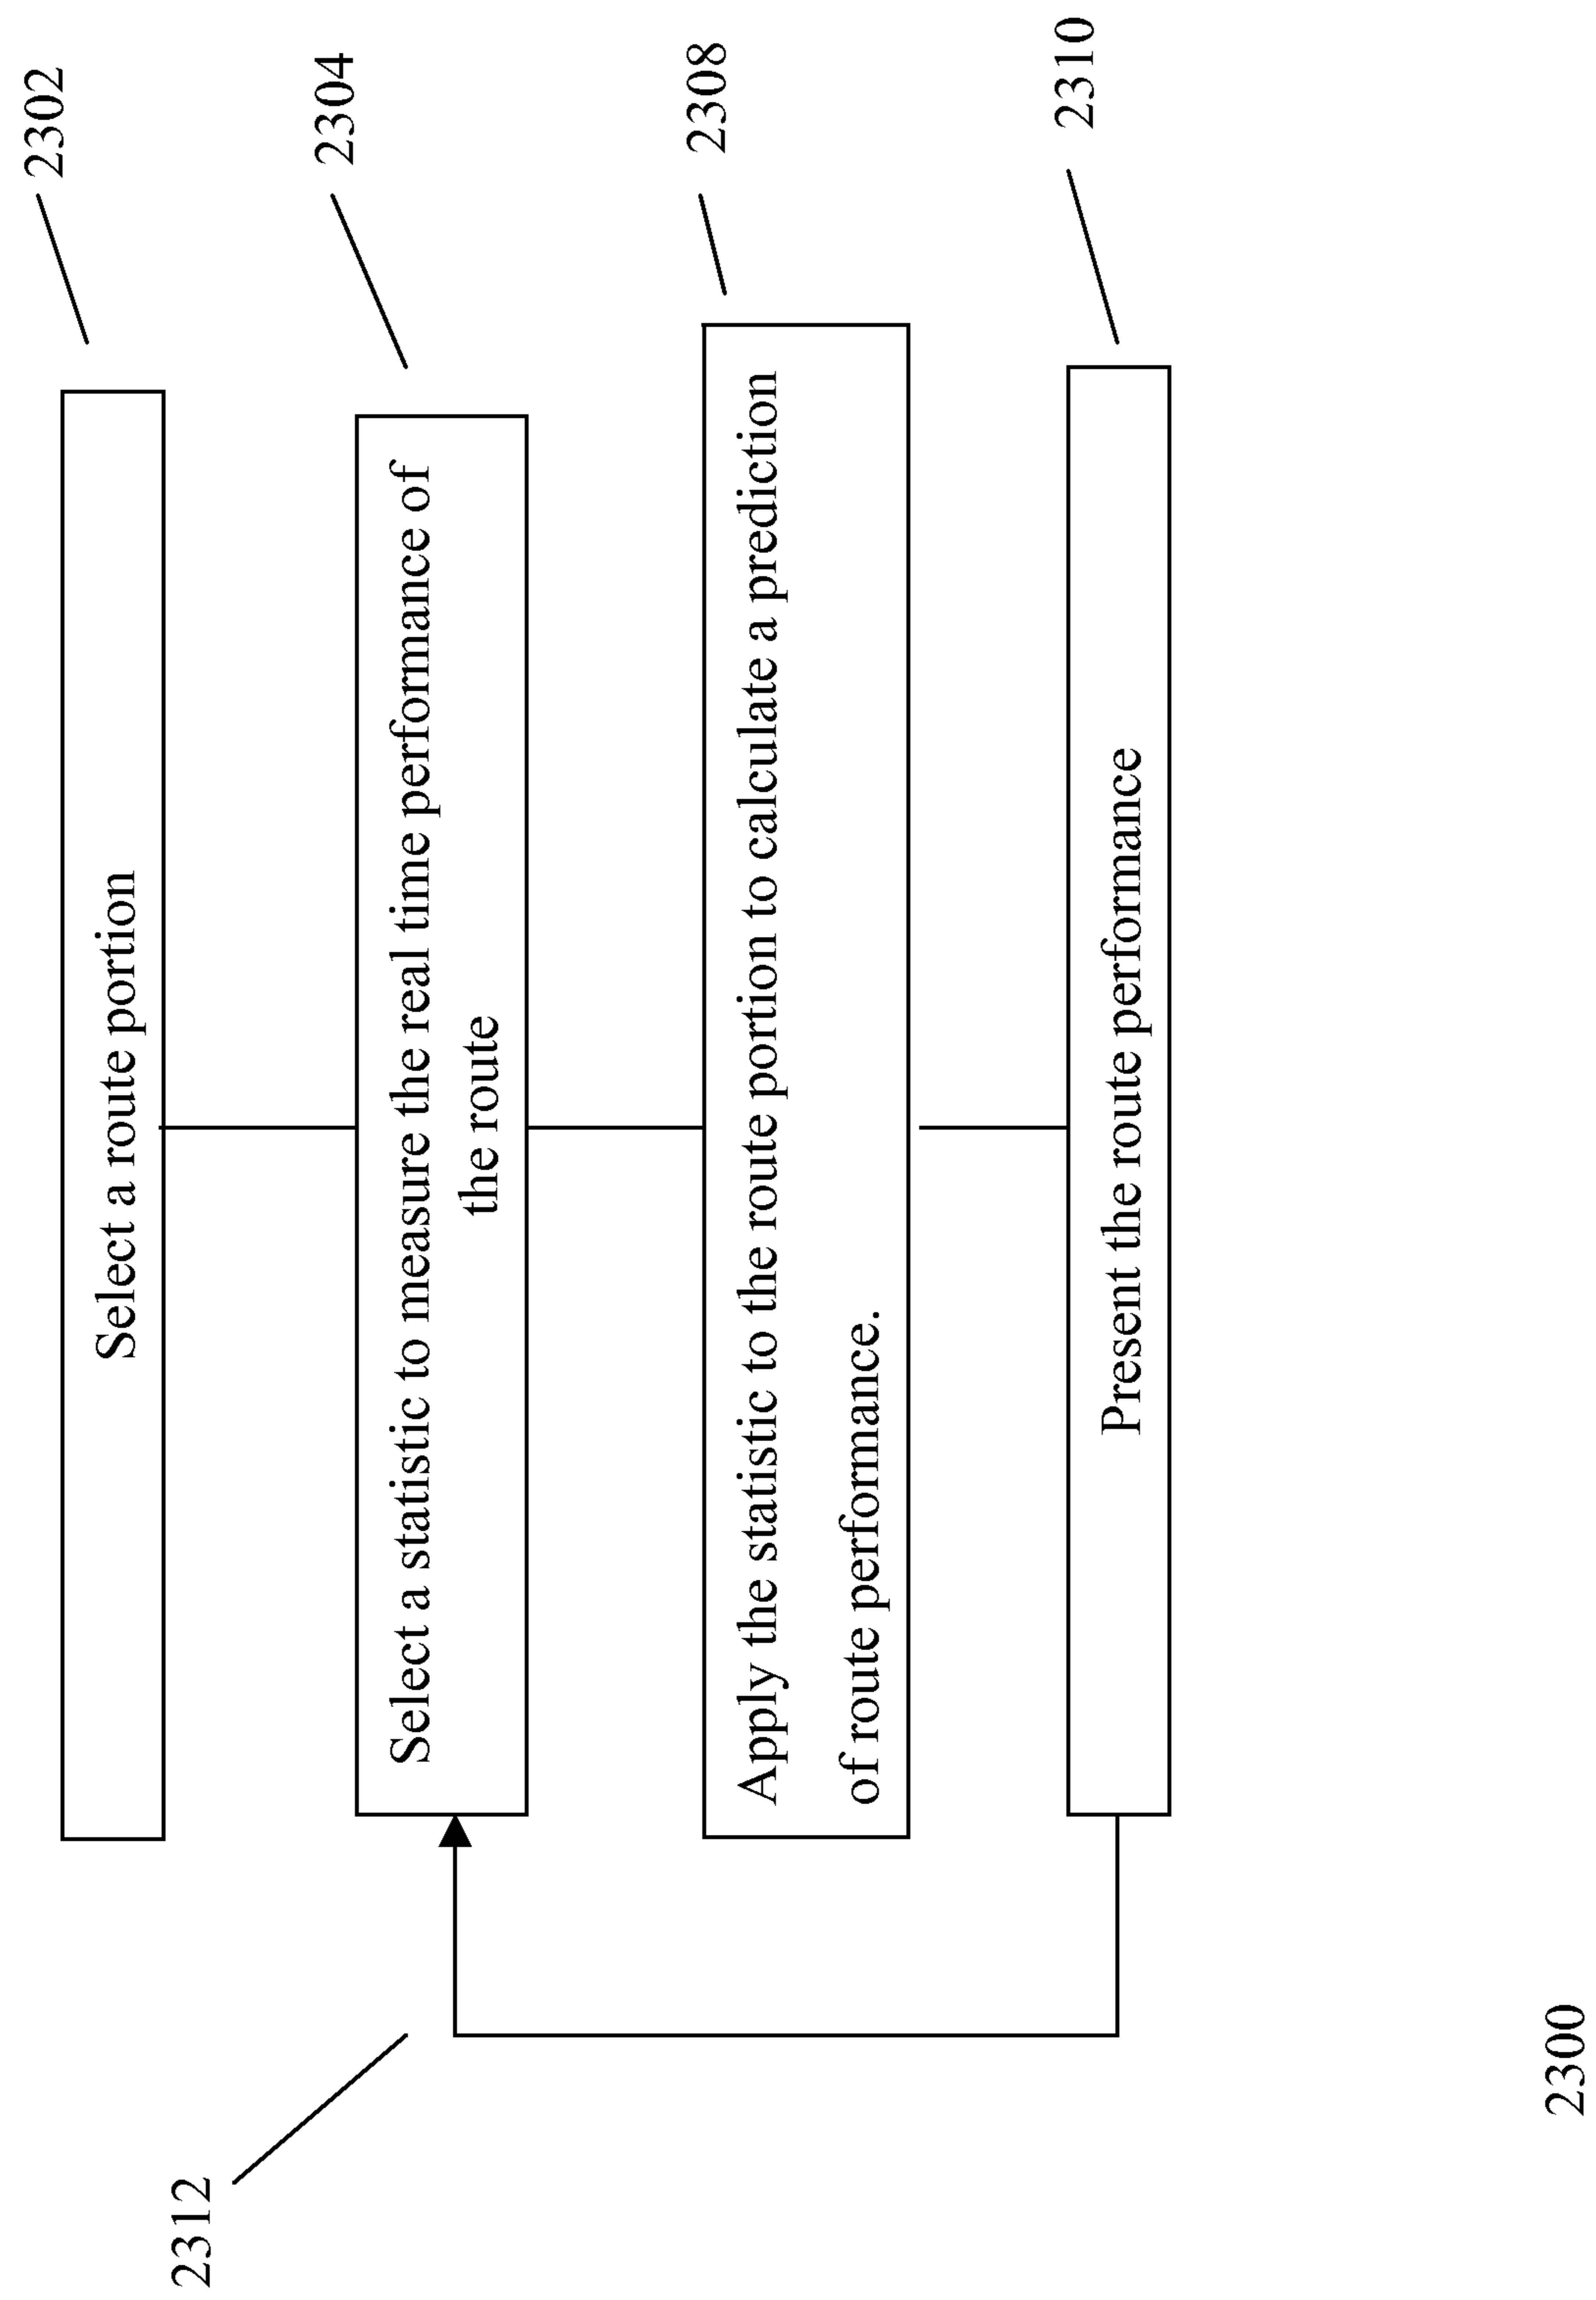 2302
Select a route portion
2304
Select a statistic to measure the real time performance of
the route
2308
Apply the statistic to the route portion to calculate a prediction
of route performance.
2310
Present the route performance
2312
2300